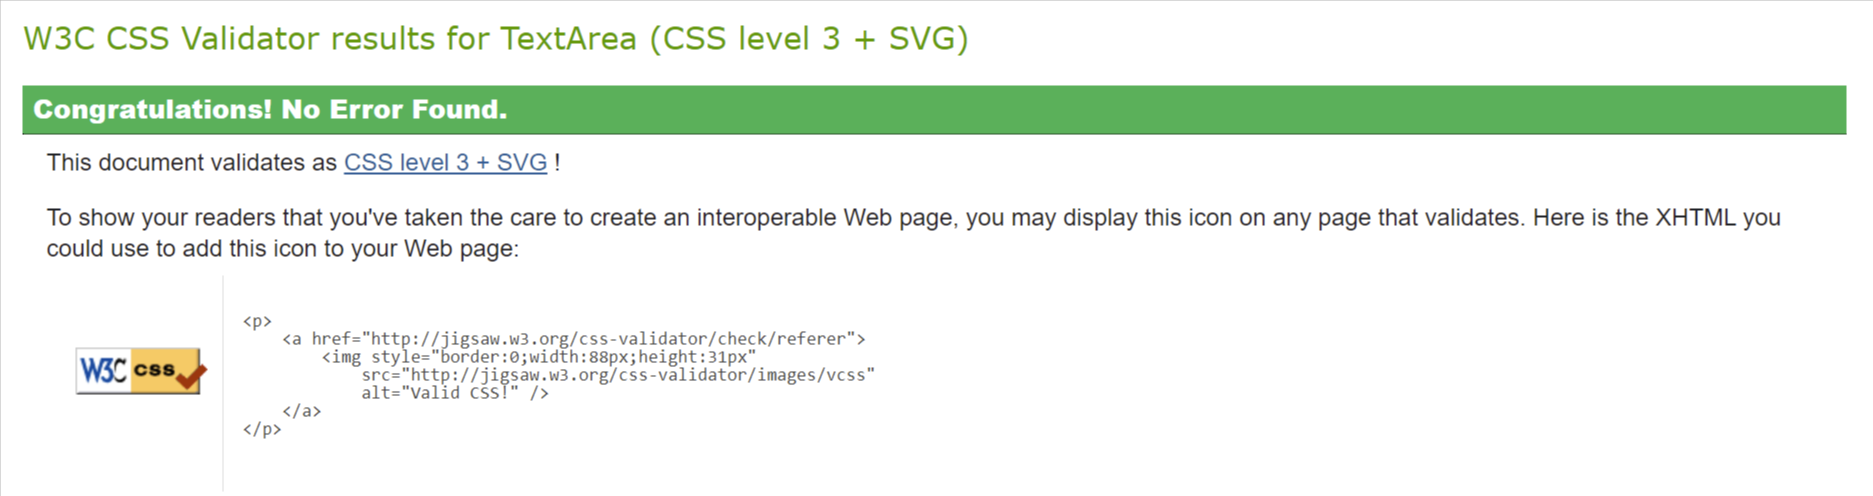 W3C CSS Validator results for TextArea (CSS level 3 + SVG)
Congratulations! No Error Found.
This document validates as CSS level 3 + SVG !
To show your readers that you've taken the care to create an interoperable Web page, you may display this icon on any page that validates. Here is the XHTML you
could use to add this icon to your Web page:
W3C css
<p>
    <a href="http://jigsaw.w3.org/css-validator/check/referer">
        <img style="border:0;width:88px;height:31px"
            src="http://jigsaw.w3.org/css-validator/images/vcss"
            alt="Valid CSS!" />
    </a>
</p>